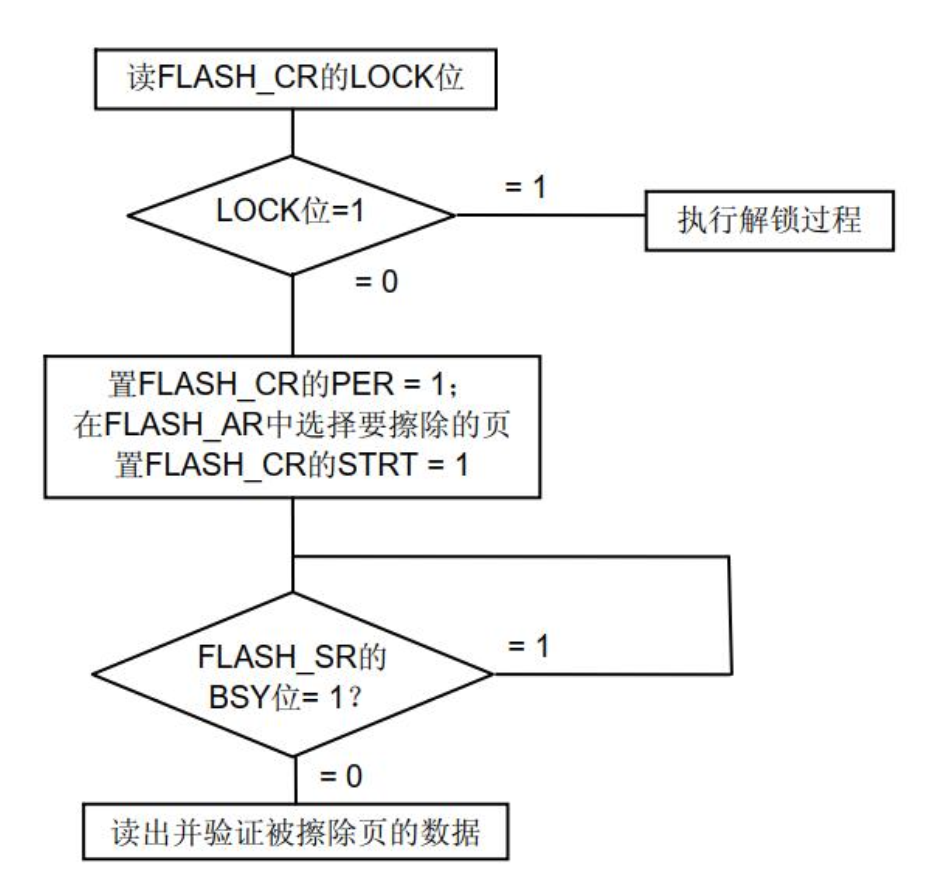 读FLASH_CR的LOCK位
LOCK位=1
= 1
执行解锁过程
= 0
置FLASH_CR的PER = 1;
在FLASH_AR中选择要擦除的页
置FLASH_CR的STRT = 1
FLASH_SR的
BSY位= 1?
= 1
= 0
读出并验证被擦除页的数据